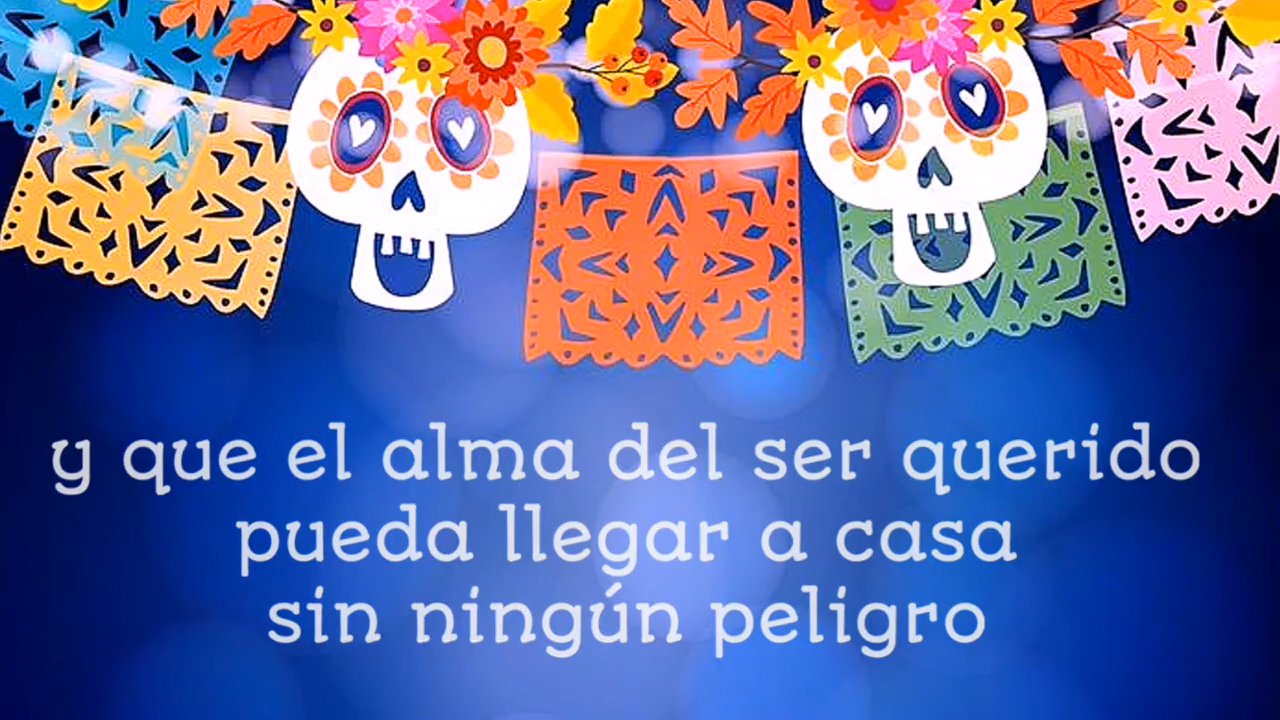 y que el alma del ser querido
pueda llegar a casa
sin ningún peligro